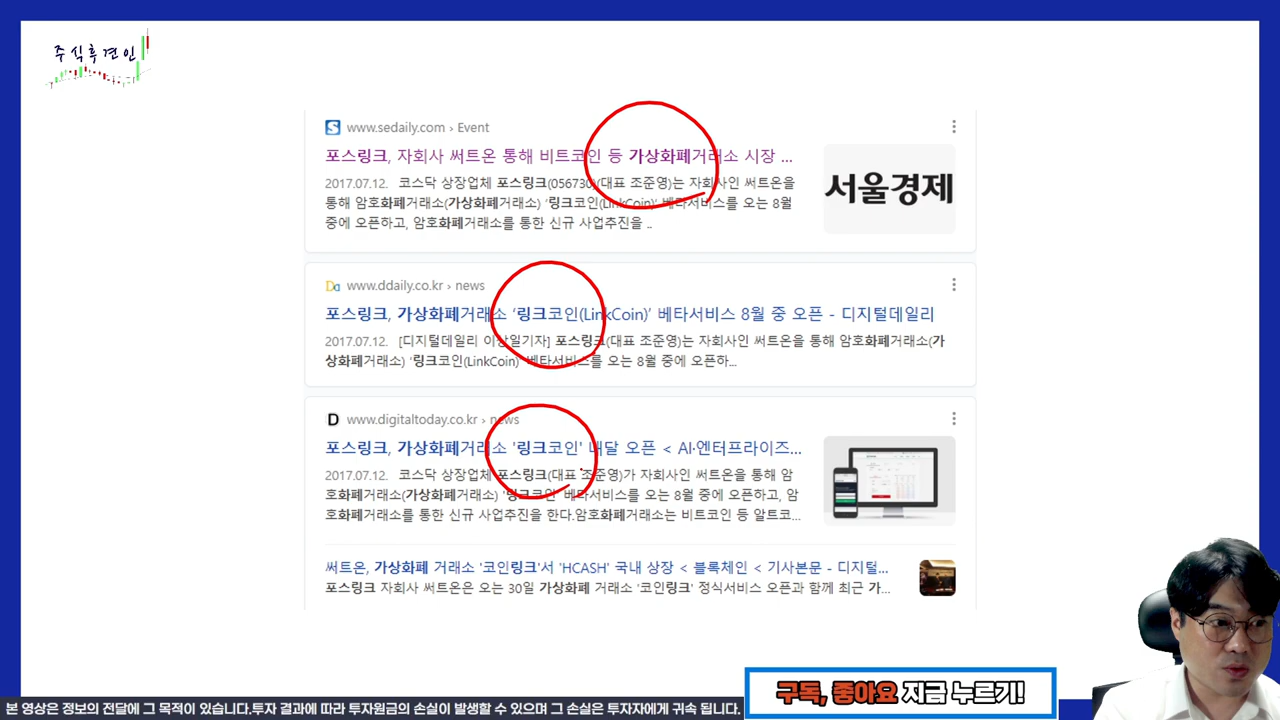 주식후견인
www.sedaily.com › Event
포스링크, 자회사 써트온 통해 비트코인 등 가상화폐거래소 시장 ...
2017.07.12. 코스닥 상장업체 포스링크(056730)(대표 조준영)는 자회사인 써트온을
통해 암호화폐거래소(가상화폐거래소) '링크코인(LinkCoin)' 베타서비스를 오는 8월
중에 오픈하고, 암호화폐거래소를 통한 신규 사업추진을 ..
서울경제
www.ddaily.co.kr › news
포스링크, 가상화폐거래소 '링크코인(LinkCoin)' 베타서비스 8월 중 오픈 - 디지털데일리
2017.07.12. [디지털데일리 이상일기자] 포스링크(대표 조준영)는 자회사인 써트온을 통해 암호화폐거래소(가
상화폐거래소) '링크코인(LinkCoin)' 베타서비스를 오는 8월 중에 오픈하...
www.digitaltoday.co.kr › news
포스링크, 가상화폐거래소 '링크코인' 내달 오픈 < AI·엔터프라이즈...
2017.07.12. 코스닥 상장업체 포스링크(대표 조준영)가 자회사인 써트온을 통해 암
호화폐거래소(가상화폐거래소) '링크코인' 베타서비스를 오는 8월 중에 오픈하고, 암
호화폐거래소를 통한 신규 사업추진을 한다.암호화폐거래소는 비트코인 등 알트코...
써트온, 가상화폐 거래소 '코인링크'서 'HCASH' 국내 상장 < 블록체인 < 기사본문 - 디지털...
포스링크 자회사 써트온은 오는 30일 가상화폐 거래소 '코인링크' 정식서비스 오픈과 함께 최근 가...
구독, 좋아요 지금 누르기!
본 영상은 정보의 전달에 그 목적이 있습니다.투자 결과에 따라 투자원금의 손실이 발생할 수 있으며 그 손실은 투자자에게 귀속 됩니다.